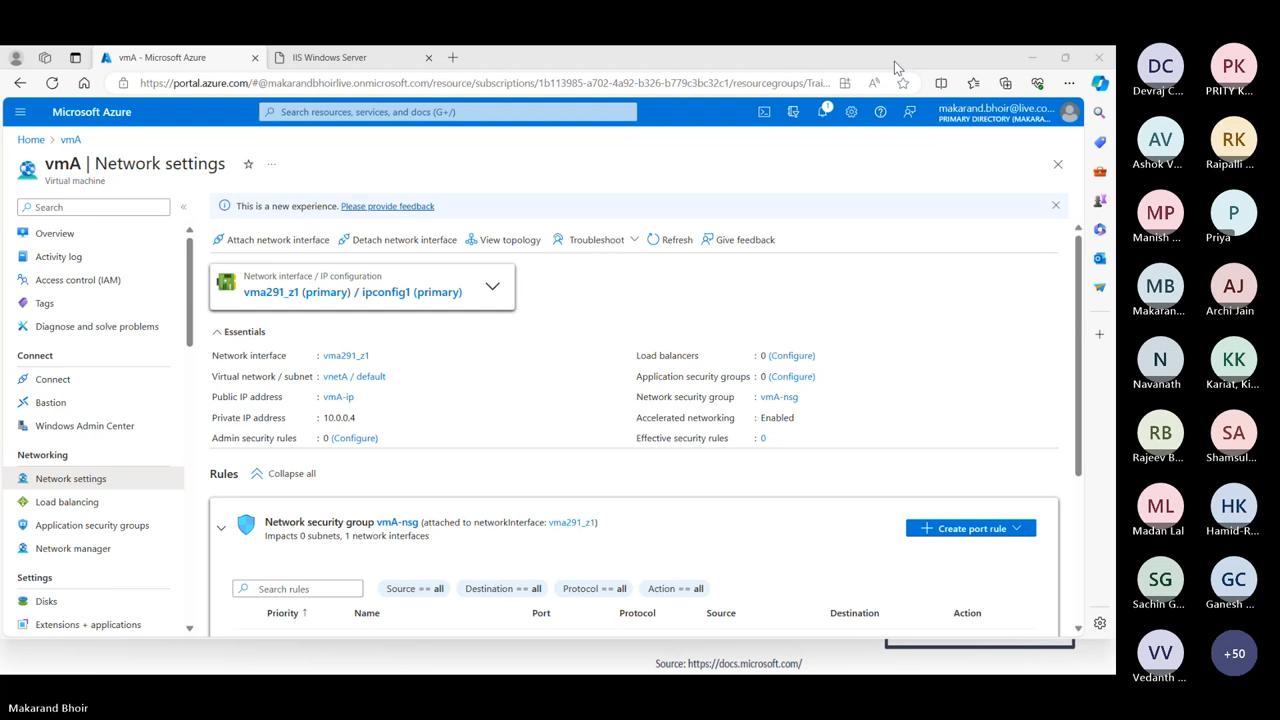 vmA - Microsoft Azure
IIS Windows Server
https://portal.azure.com/#@makarandbhoirlive.onmicrosoft.com/resource/subscriptions/1b113985-a702-4a92-b326-b779c3bc32c1/resourcegroups/Trai...
Microsoft Azure
Search resources, services, and docs (G+/)
1
makarand.bhoir@live.co...
PRIMARY DIRECTORY (MAKARA...
Home > vmA
vmA | Network settings
Virtual machine
Search
Overview
Activity log
Access control (IAM)
Tags
Diagnose and solve problems
Connect
Connect
Bastion
Windows Admin Center
Networking
Network settings
Load balancing
Application security groups
Network manager
Settings
Disks
Extensions + applications
This is a new experience. Please provide feedback
Attach network interface
Detach network interface
View topology
Troubleshoot
Refresh
Give feedback
Network interface / IP configuration
vma291_z1 (primary) / ipconfig1 (primary)
Essentials
Network interface : vma291_z1
Virtual network / subnet : vnetA / default
Public IP address : vmA-ip
Private IP address : 10.0.0.4
Admin security rules : 0 (Configure)
Load balancers : 0 (Configure)
Application security groups : 0 (Configure)
Network security group : vmA-nsg
Accelerated networking : Enabled
Effective security rules : 0
Rules
Collapse all
Network security group vmA-nsg (attached to networkInterface: vma291_z1)
Impacts 0 subnets, 1 network interfaces
Create port rule
Search rules
Source == all
Destination == all
Protocol == all
Action == all
Priority ↑ Name Port Protocol Source Destination Action
Source: https://docs.microsoft.com/
Makarand Bhoir
DC
Devraj C...
PK
PRITY K...
AV
Ashok V...
RK
Raipalli ...
MP
Manish ...
P
Priya
MB
Makaran...
AJ
Archi Jain
N
Navanath
KK
Kariat, Ki...
RB
Rajeev B...
SA
Shamsul...
ML
Madan Lal
HK
Hamid-R...
SG
Sachin G...
GC
Ganesh ...
VV
Vedanth ...
+50